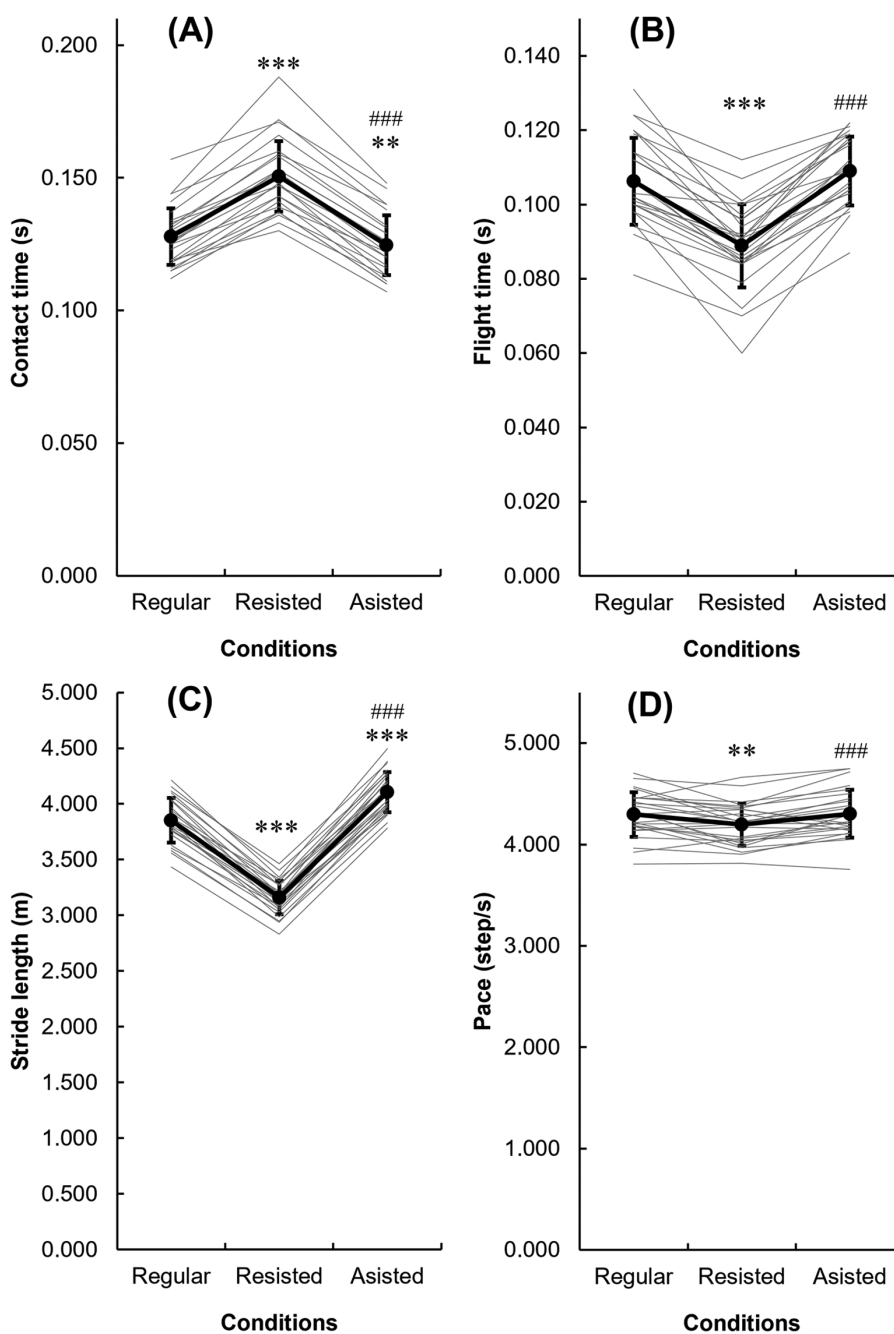 (A)
Contact time (s)
0.200
0.150
0.100
0.050
0.000
***
###
**
Regular
Resisted
Asisted
Conditions
(B)
Flight time (s)
0.140
0.120
0.100
0.080
0.060
0.040
0.020
0.000
***
###
Regular
Resisted
Asisted
Conditions
(C)
Stride length (m)
5.000
4.500
4.000
3.500
3.000
2.500
2.000
1.500
1.000
0.500
0.000
***
###
***
Regular
Resisted
Asisted
Conditions
(D)
Pace (step/s)
5.000
4.000
3.000
2.000
1.000
0.000
**
###
Regular
Resisted
Asisted
Conditions